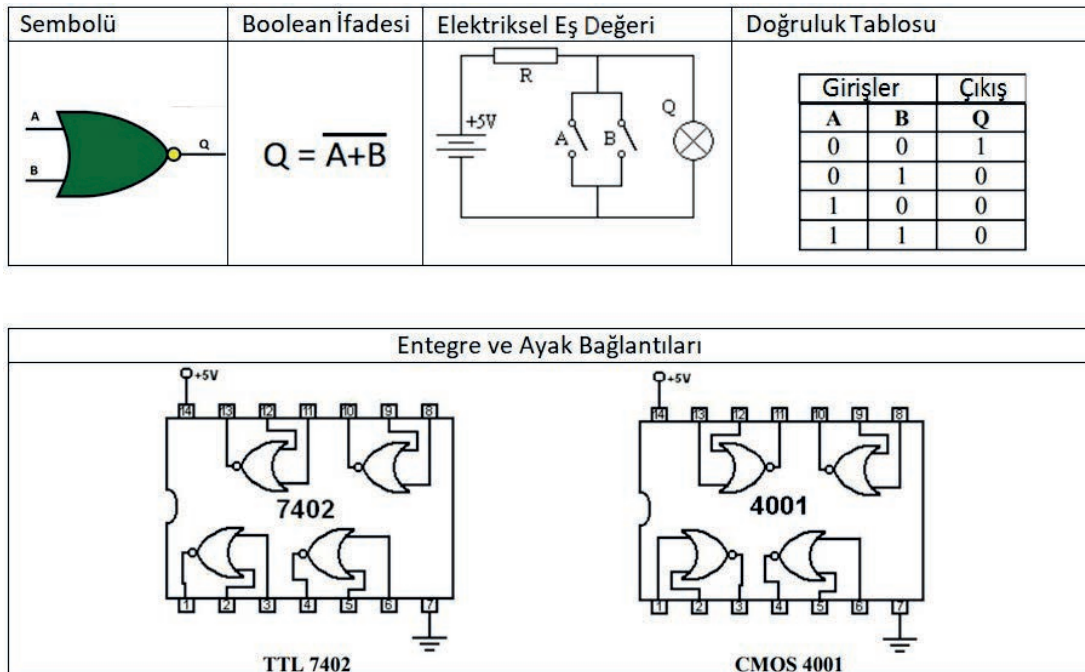 Sembolü
Boolean İfadesi
Elektriksel Eş Değeri
Doğruluk Tablosu
A
B
Q
Q = A+B
R
+5V
A
B
Q
Girişler Çıkış
A B Q
0 0 1
0 1 0
1 0 0
1 1 0
Entegre ve Ayak Bağlantıları
+5V
14 13 12 11 10 9 8
7402
1 2 3 4 5 6 7
TTL 7402
+5V
14 13 12 11 10 9 8
4001
1 2 3 4 5 6 7
CMOS 4001